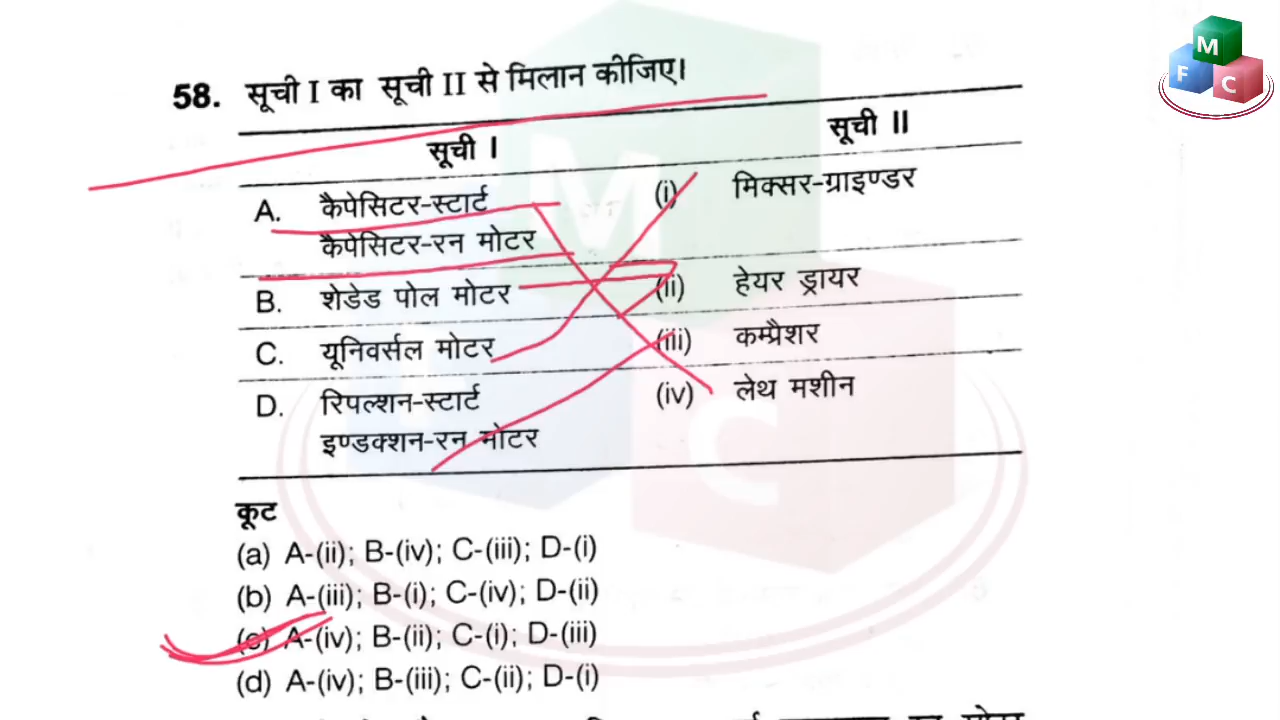 M
F
C
58. सूची I का सूची II से मिलान कीजिए।
सूची I सूची II
A. कैपेसिटर-स्टार्ट (i) मिक्सर-ग्राइण्डर
कैपेसिटर-रन मोटर
B. शेडेड पोल मोटर (ii) हेयर ड्रायर
C. यूनिवर्सल मोटर (iii) कम्प्रैशर
D. रिपल्शन-स्टार्ट (iv) लेथ मशीन
इण्डक्शन-रन मोटर
कूट
(a) A-(ii); B-(iv); C-(iii); D-(i)
(b) A-(iii); B-(i); C-(iv); D-(ii)
(c) A-(iv); B-(ii); C-(i); D-(iii)
(d) A-(iv); B-(iii); C-(ii); D-(i)